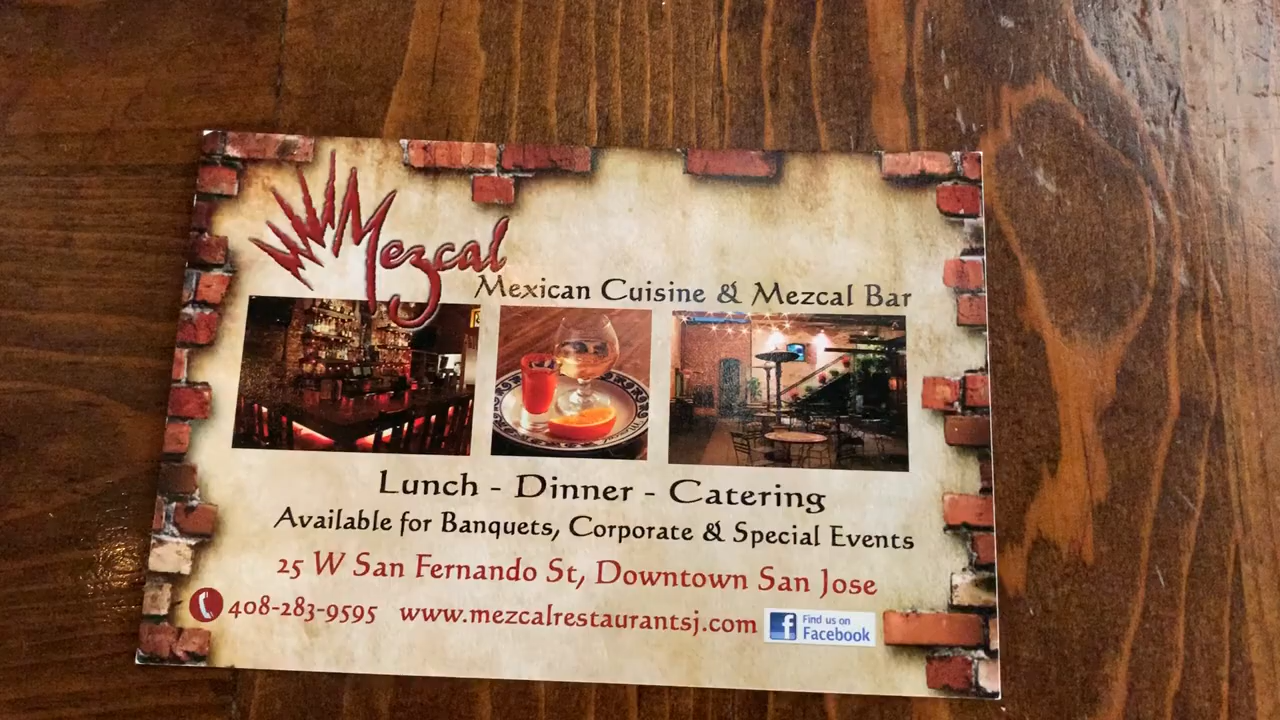 Mezcal
Mexican Cuisine & Mezcal Bar
Lunch - Dinner - Catering
Available for Banquets, Corporate & Special Events
25 W San Fernando St, Downtown San Jose
408-283-9595 www.mezcalrestaurantsj.com
f Find us on
Facebook